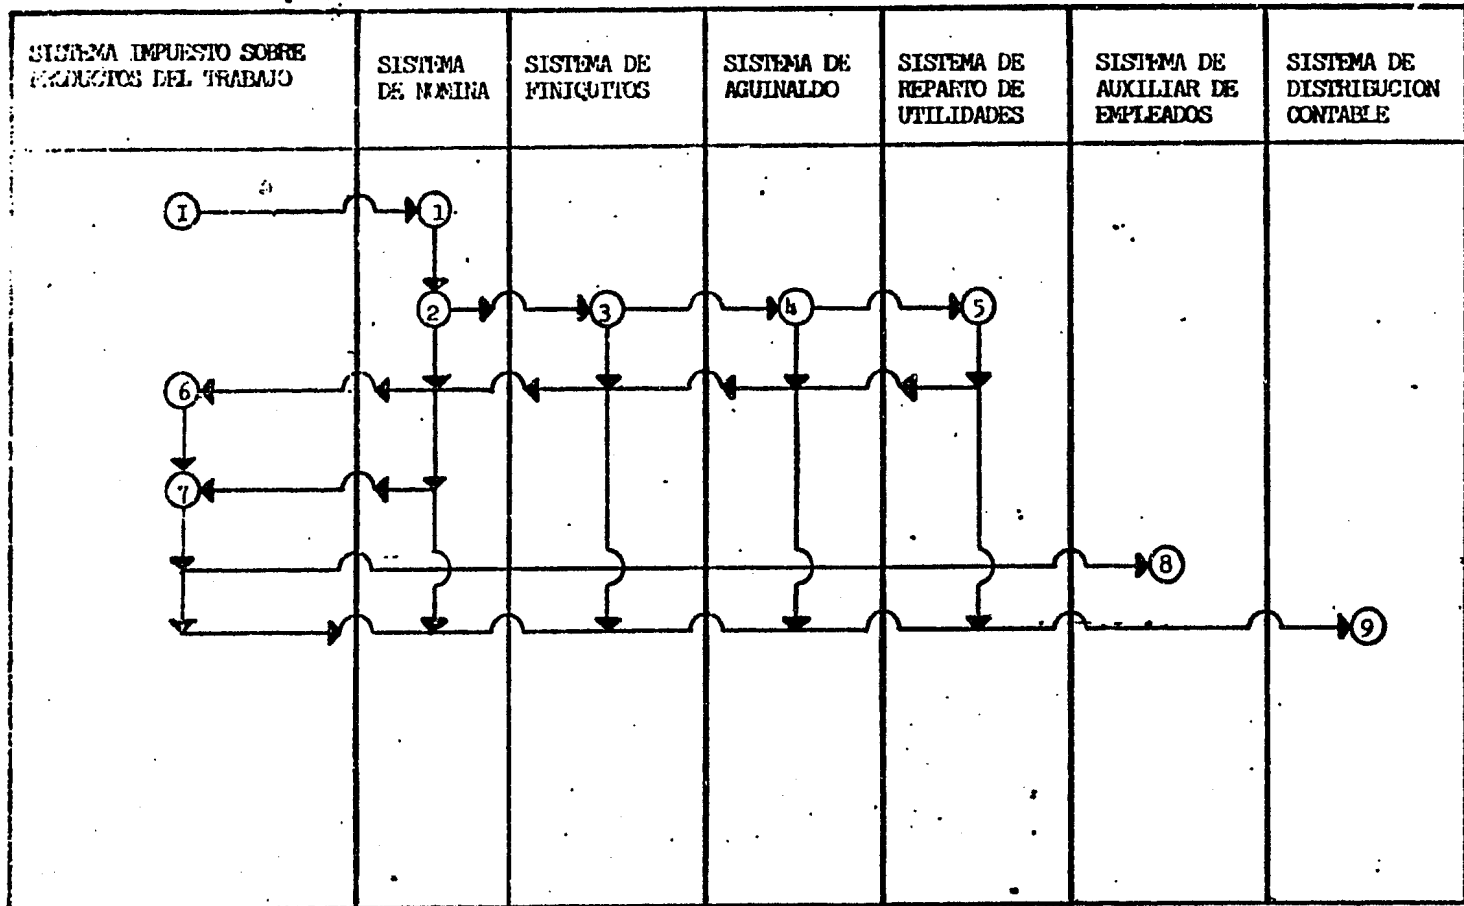 SISTEMA IMPUESTO SOBRE
PRODUCTOS DEL TRABAJO
SISTEMA
DE NOMINA
SISTEMA DE
FINIQUITOS
SISTEMA DE
AGUINALDO
SISTEMA DE
REPARTO DE
UTILIDADES
SISTEMA DE
AUXILIAR DE
EMPLEADOS
SISTEMA DE
DISTRIBUCION
CONTABLE
I
1
2
3
4
5
6
7
8
9